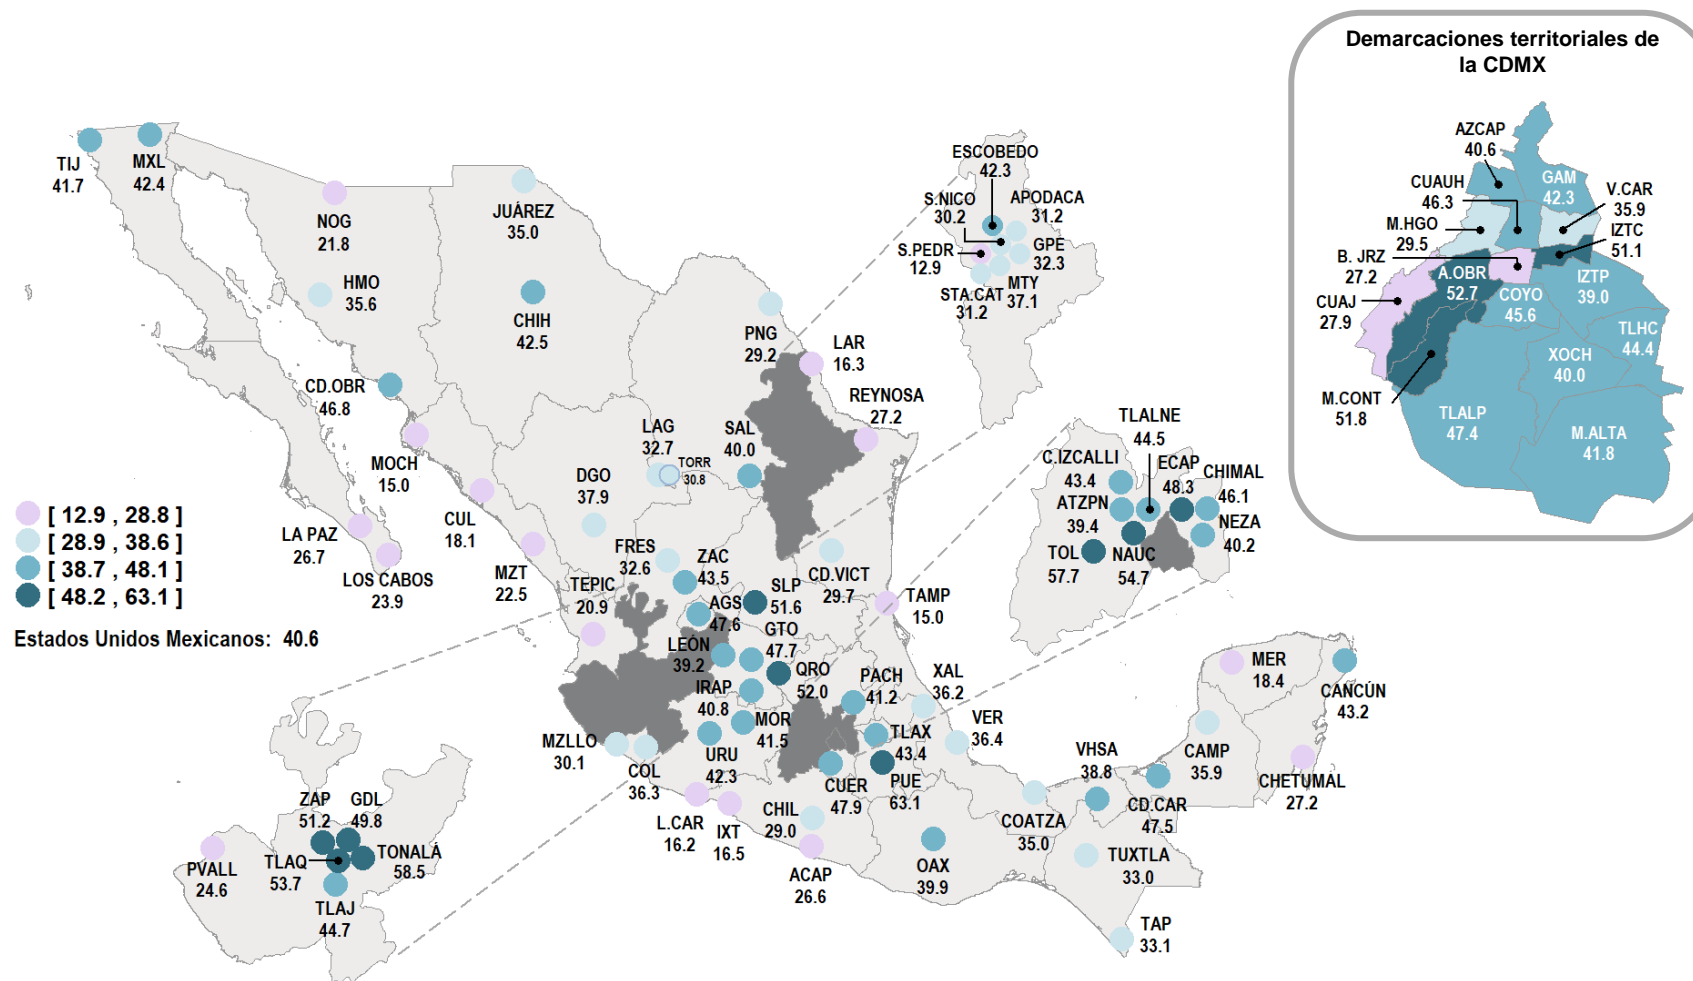 Demarcaciones territoriales de
la CDMX
AZCAP
40.6
CUAUH
46.3
GAM
42.3
V.CAR
35.9
M.HGO
29.5
IZTC
51.1
B. JRZ
27.2
A.OBR
52.7
IZTP
39.0
CUAJ
27.9
COYO
45.6
TLHC
44.4
XOCH
40.0
M.CONT
51.8
TLALP
47.4
M.ALTA
41.8
TIJ
41.7
MXL
42.4
NOG
21.8
JUÁREZ
35.0
HMO
35.6
CHIH
42.5
CD.OBR
46.8
MOCH
15.0
CUL
18.1
LA PAZ
26.7
LOS CABOS
23.9
MZT
22.5
PNG
29.2
LAR
16.3
REYNOSA
27.2
LAG
32.7
TORR
30.8
SAL
40.0
DGO
37.9
ESCOBEDO
42.3
S.NICO
30.2
APODACA
31.2
S.PEDR
12.9
GPE
32.3
MTY
37.1
STA.CAT
31.2
TLALNE
44.5
C.IZCALLI
43.4
ECAP
48.3
CHIMAL
46.1
ATZPN
39.4
NEZA
40.2
TOL
57.7
NAUC
54.7
[ 12.9 , 28.8 ]
[ 28.9 , 38.6 ]
[ 38.7 , 48.1 ]
[ 48.2 , 63.1 ]
Estados Unidos Mexicanos: 40.6
FRES
32.6
ZAC
43.5
TEPIC
20.9
AGS
47.6
SLP
51.6
CD.VICT
29.7
TAMP
15.0
GTO
47.7
LEÓN
39.2
QRO
52.0
IRAP
40.8
PACH
41.2
XAL
36.2
MOR
41.5
URU
42.3
MZLLO
30.1
COL
36.3
TLAX
43.4
VER
36.4
CUER
47.9
PUE
63.1
L.CAR
16.2
IXT
16.5
CHIL
29.0
ACAP
26.6
OAX
39.9
COATZA
35.0
VHSA
38.8
CD.CAR
47.5
TUXTLA
33.0
TAP
33.1
MER
18.4
CANCÚN
43.2
CAMP
35.9
CHETUMAL
27.2
ZAP
51.2
GDL
49.8
PVALL
24.6
TLAQ
53.7
TONALÁ
58.5
TLAJ
44.7